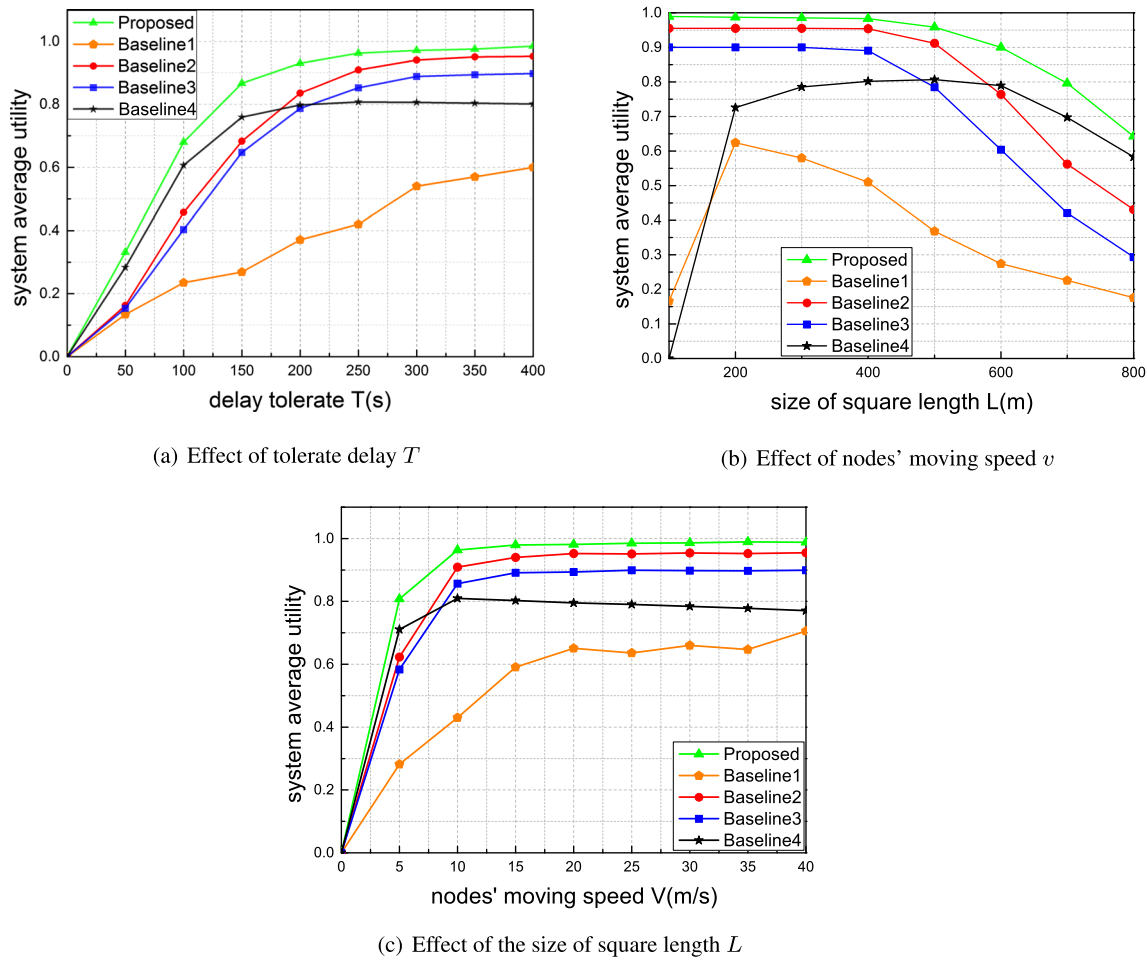 Proposed
Baseline1
Baseline2
Baseline3
Baseline4
system average utility
1.0
0.8
0.6
0.4
0.2
0.0
0 50 100 150 200 250 300 350 400
delay tolerate T(s)
(a) Effect of tolerate delay T
system average utility
1.0
0.9
0.8
0.7
0.6
0.5
0.4
0.3
0.2
0.1
0.0
Proposed
Baseline1
Baseline2
Baseline3
Baseline4
200 400 600 800
size of square length L(m)
(b) Effect of nodes' moving speed v
system average utility
1.0
0.8
0.6
0.4
0.2
0.0
Proposed
Baseline1
Baseline2
Baseline3
Baseline4
0 5 10 15 20 25 30 35 40
nodes' moving speed V(m/s)
(c) Effect of the size of square length L